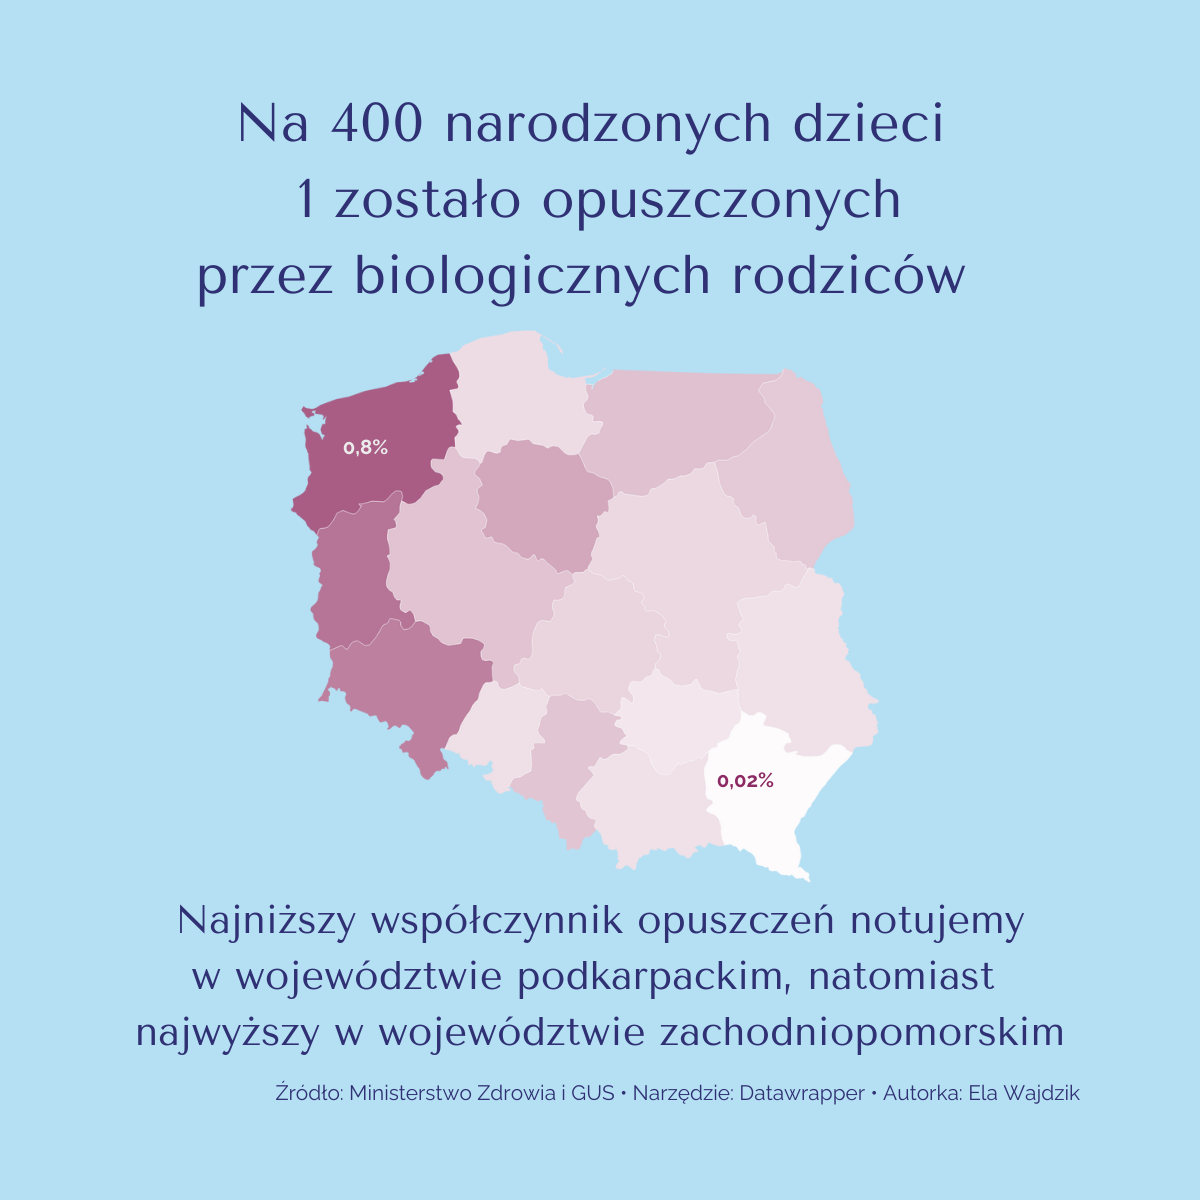 Na 400 narodzonych dzieci
1 zostało opuszczonych
przez biologicznych rodziców
0,8%
0,02%
Najniższy współczynnik opuszczeń notujemy
w województwie podkarpackim, natomiast
najwyższy w województwie zachodniopomorskim
Źródło: Ministerstwo Zdrowia i GUS • Narzędzie: Datawrapper • Autorka: Ela Wajdzik